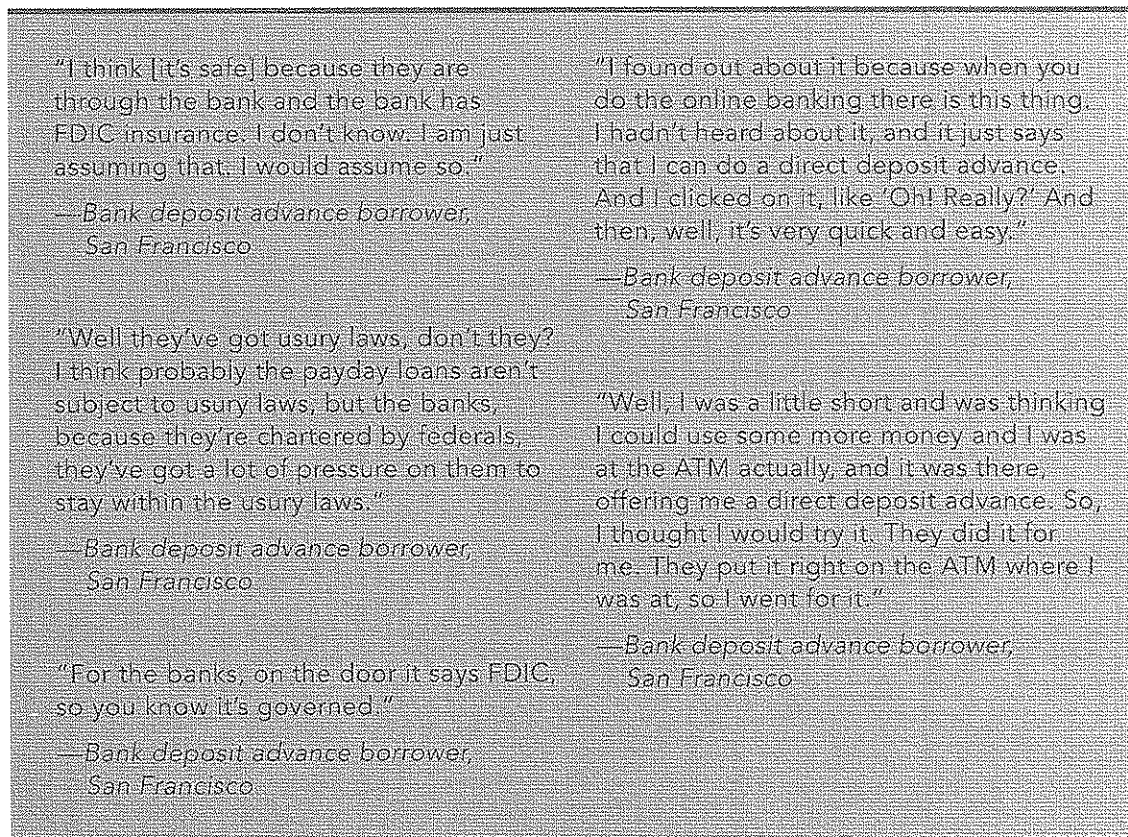 "I think [it's safe] because they are
through the bank and the bank has
FDIC insurance. I don't know. I am just
assuming that. I would assume so."
—Bank deposit advance borrower,
San Francisco
"Well they've got usury laws, don't they?
I think probably the payday loans aren't
subject to usury laws, but the banks,
because they're chartered by federals,
they've got a lot of pressure on them to
stay within the usury laws."
—Bank deposit advance borrower,
San Francisco
"For the banks, on the door it says FDIC,
so you know it's governed."
—Bank deposit advance borrower,
San Francisco
"I found out about it because when you
do the online banking there is this thing.
I hadn't heard about it, and it just says
that I can do a direct deposit advance.
And I clicked on it, like 'Oh! Really?' And
then, well, it's very quick and easy."
—Bank deposit advance borrower,
San Francisco
"Well, I was a little short and was thinking
I could use some more money and I was
at the ATM actually, and it was there,
offering me a direct deposit advance. So,
I thought I would try it. They did it for
me. They put it right on the ATM where I
was at, so I went for it."
—Bank deposit advance borrower,
San Francisco